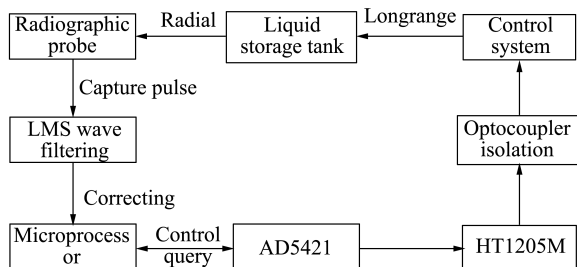 Radiographic
probe
Radial
Liquid
storage tank
Longrange
Control
system
Capture pulse
LMS wave
filtering
Optocoupler
isolation
Correcting
Microprocess
or
Control
query
AD5421
HT1205M